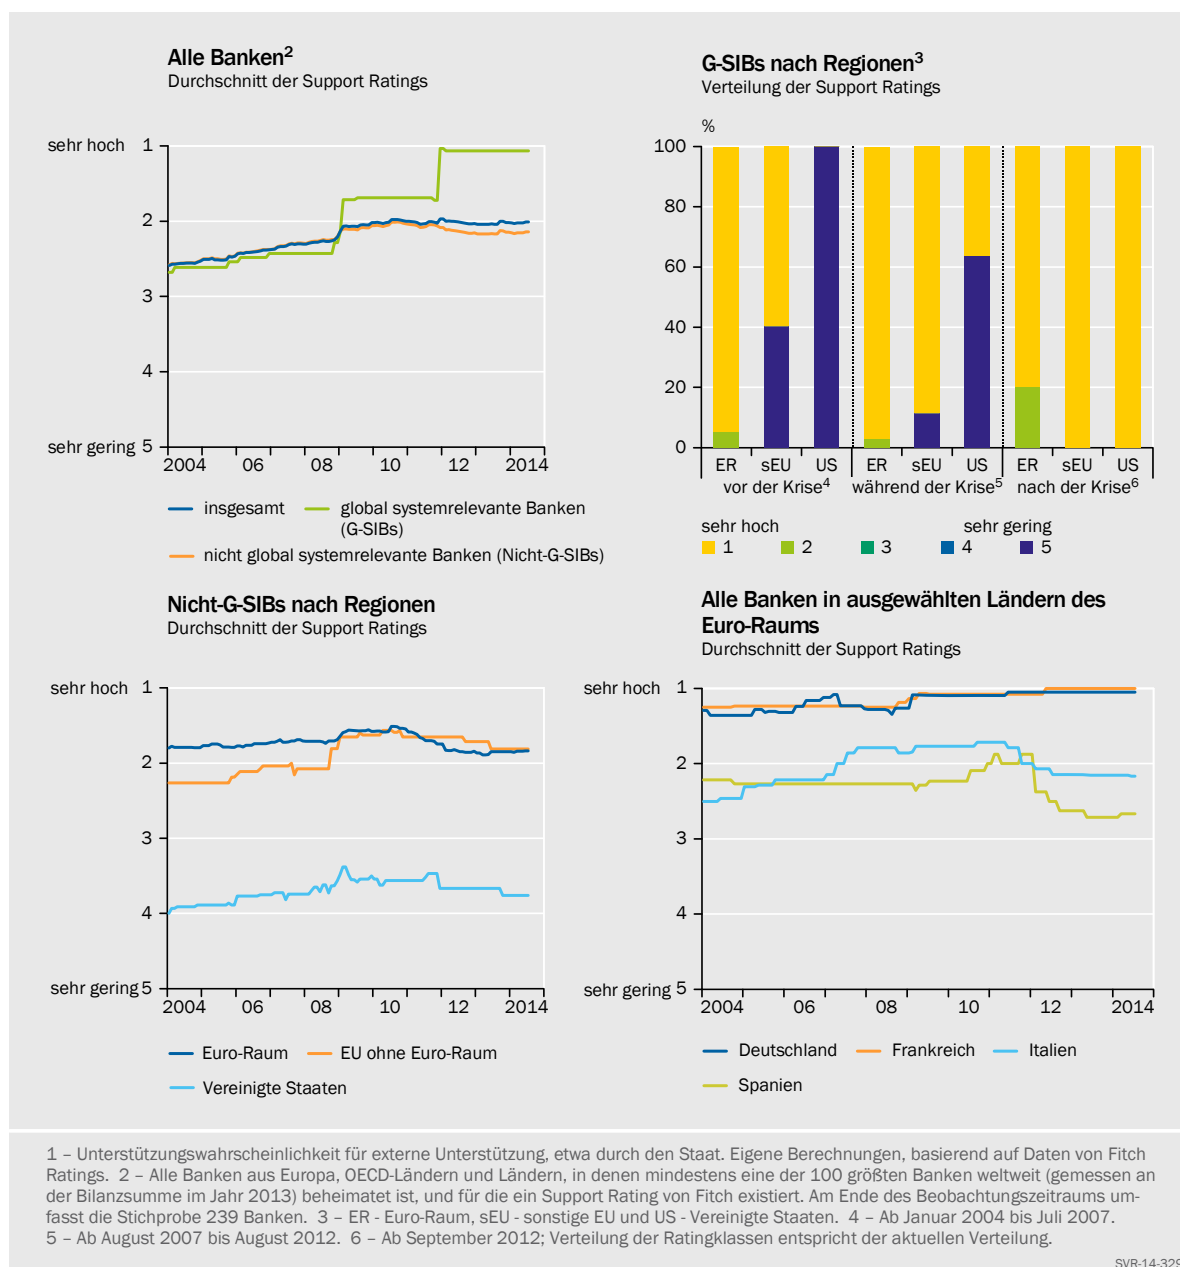 Alle Banken²
Durchschnitt der Support Ratings
sehr hoch 1
2
3
4
sehr gering 5
2004 06 08 10 12 2014
insgesamt global systemrelevante Banken
(G-SIBs)
nicht global systemrelevante Banken (Nicht-G-SIBs)
G-SIBs nach Regionen³
Verteilung der Support Ratings
%
100
80
60
40
20
0
ER sEU US ER sEU US ER sEU US
vor der Krise⁴ während der Krise⁵ nach der Krise⁶
sehr hoch sehr gering
1 2 3 4 5
Nicht-G-SIBs nach Regionen
Durchschnitt der Support Ratings
sehr hoch 1
2
3
4
sehr gering 5
2004 06 08 10 12 2014
Euro-Raum EU ohne Euro-Raum
Vereinigte Staaten
Alle Banken in ausgewählten Ländern des
Euro-Raums
Durchschnitt der Support Ratings
sehr hoch 1
2
3
4
sehr gering 5
2004 06 08 10 12 2014
Deutschland Frankreich Italien
Spanien
1 – Unterstützungswahrscheinlichkeit für externe Unterstützung, etwa durch den Staat. Eigene Berechnungen, basierend auf Daten von Fitch
Ratings. 2 – Alle Banken aus Europa, OECD-Ländern und Ländern, in denen mindestens eine der 100 größten Banken weltweit (gemessen an
der Bilanzsumme im Jahr 2013) beheimatet ist, und für die ein Support Rating von Fitch existiert. Am Ende des Beobachtungszeitraums um-
fasst die Stichprobe 239 Banken. 3 – ER - Euro-Raum, sEU - sonstige EU und US - Vereinigte Staaten. 4 – Ab Januar 2004 bis Juli 2007.
5 – Ab August 2007 bis August 2012. 6 – Ab September 2012; Verteilung der Ratingklassen entspricht der aktuellen Verteilung.
SVR-14-329